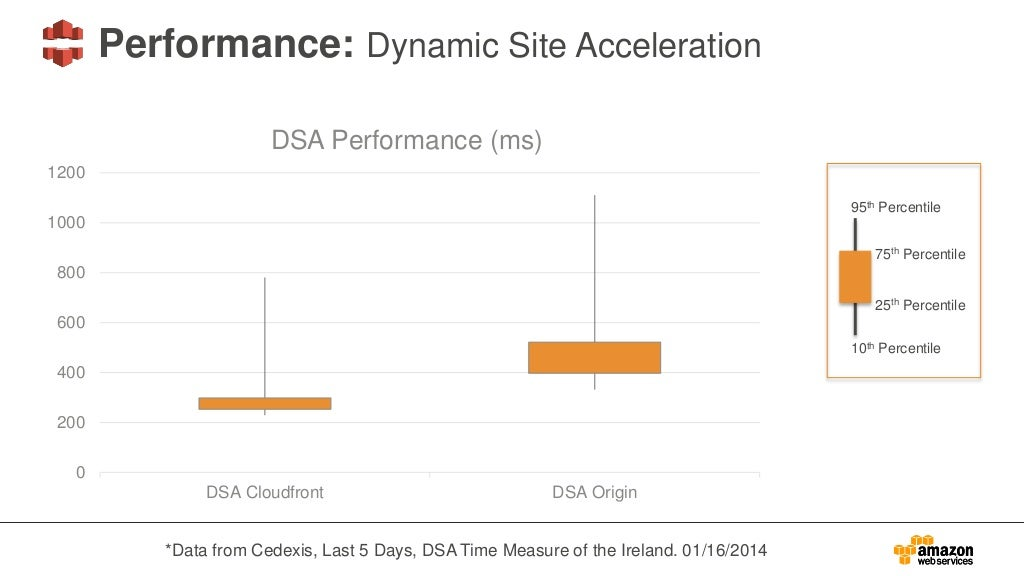 Performance: Dynamic Site Acceleration
DSA Performance (ms)
1200
1000
800
600
400
200
0
DSA Cloudfront
DSA Origin
95th Percentile
75th Percentile
25th Percentile
10th Percentile
*Data from Cedexis, Last 5 Days, DSA Time Measure of the Ireland. 01/16/2014
amazon
web services